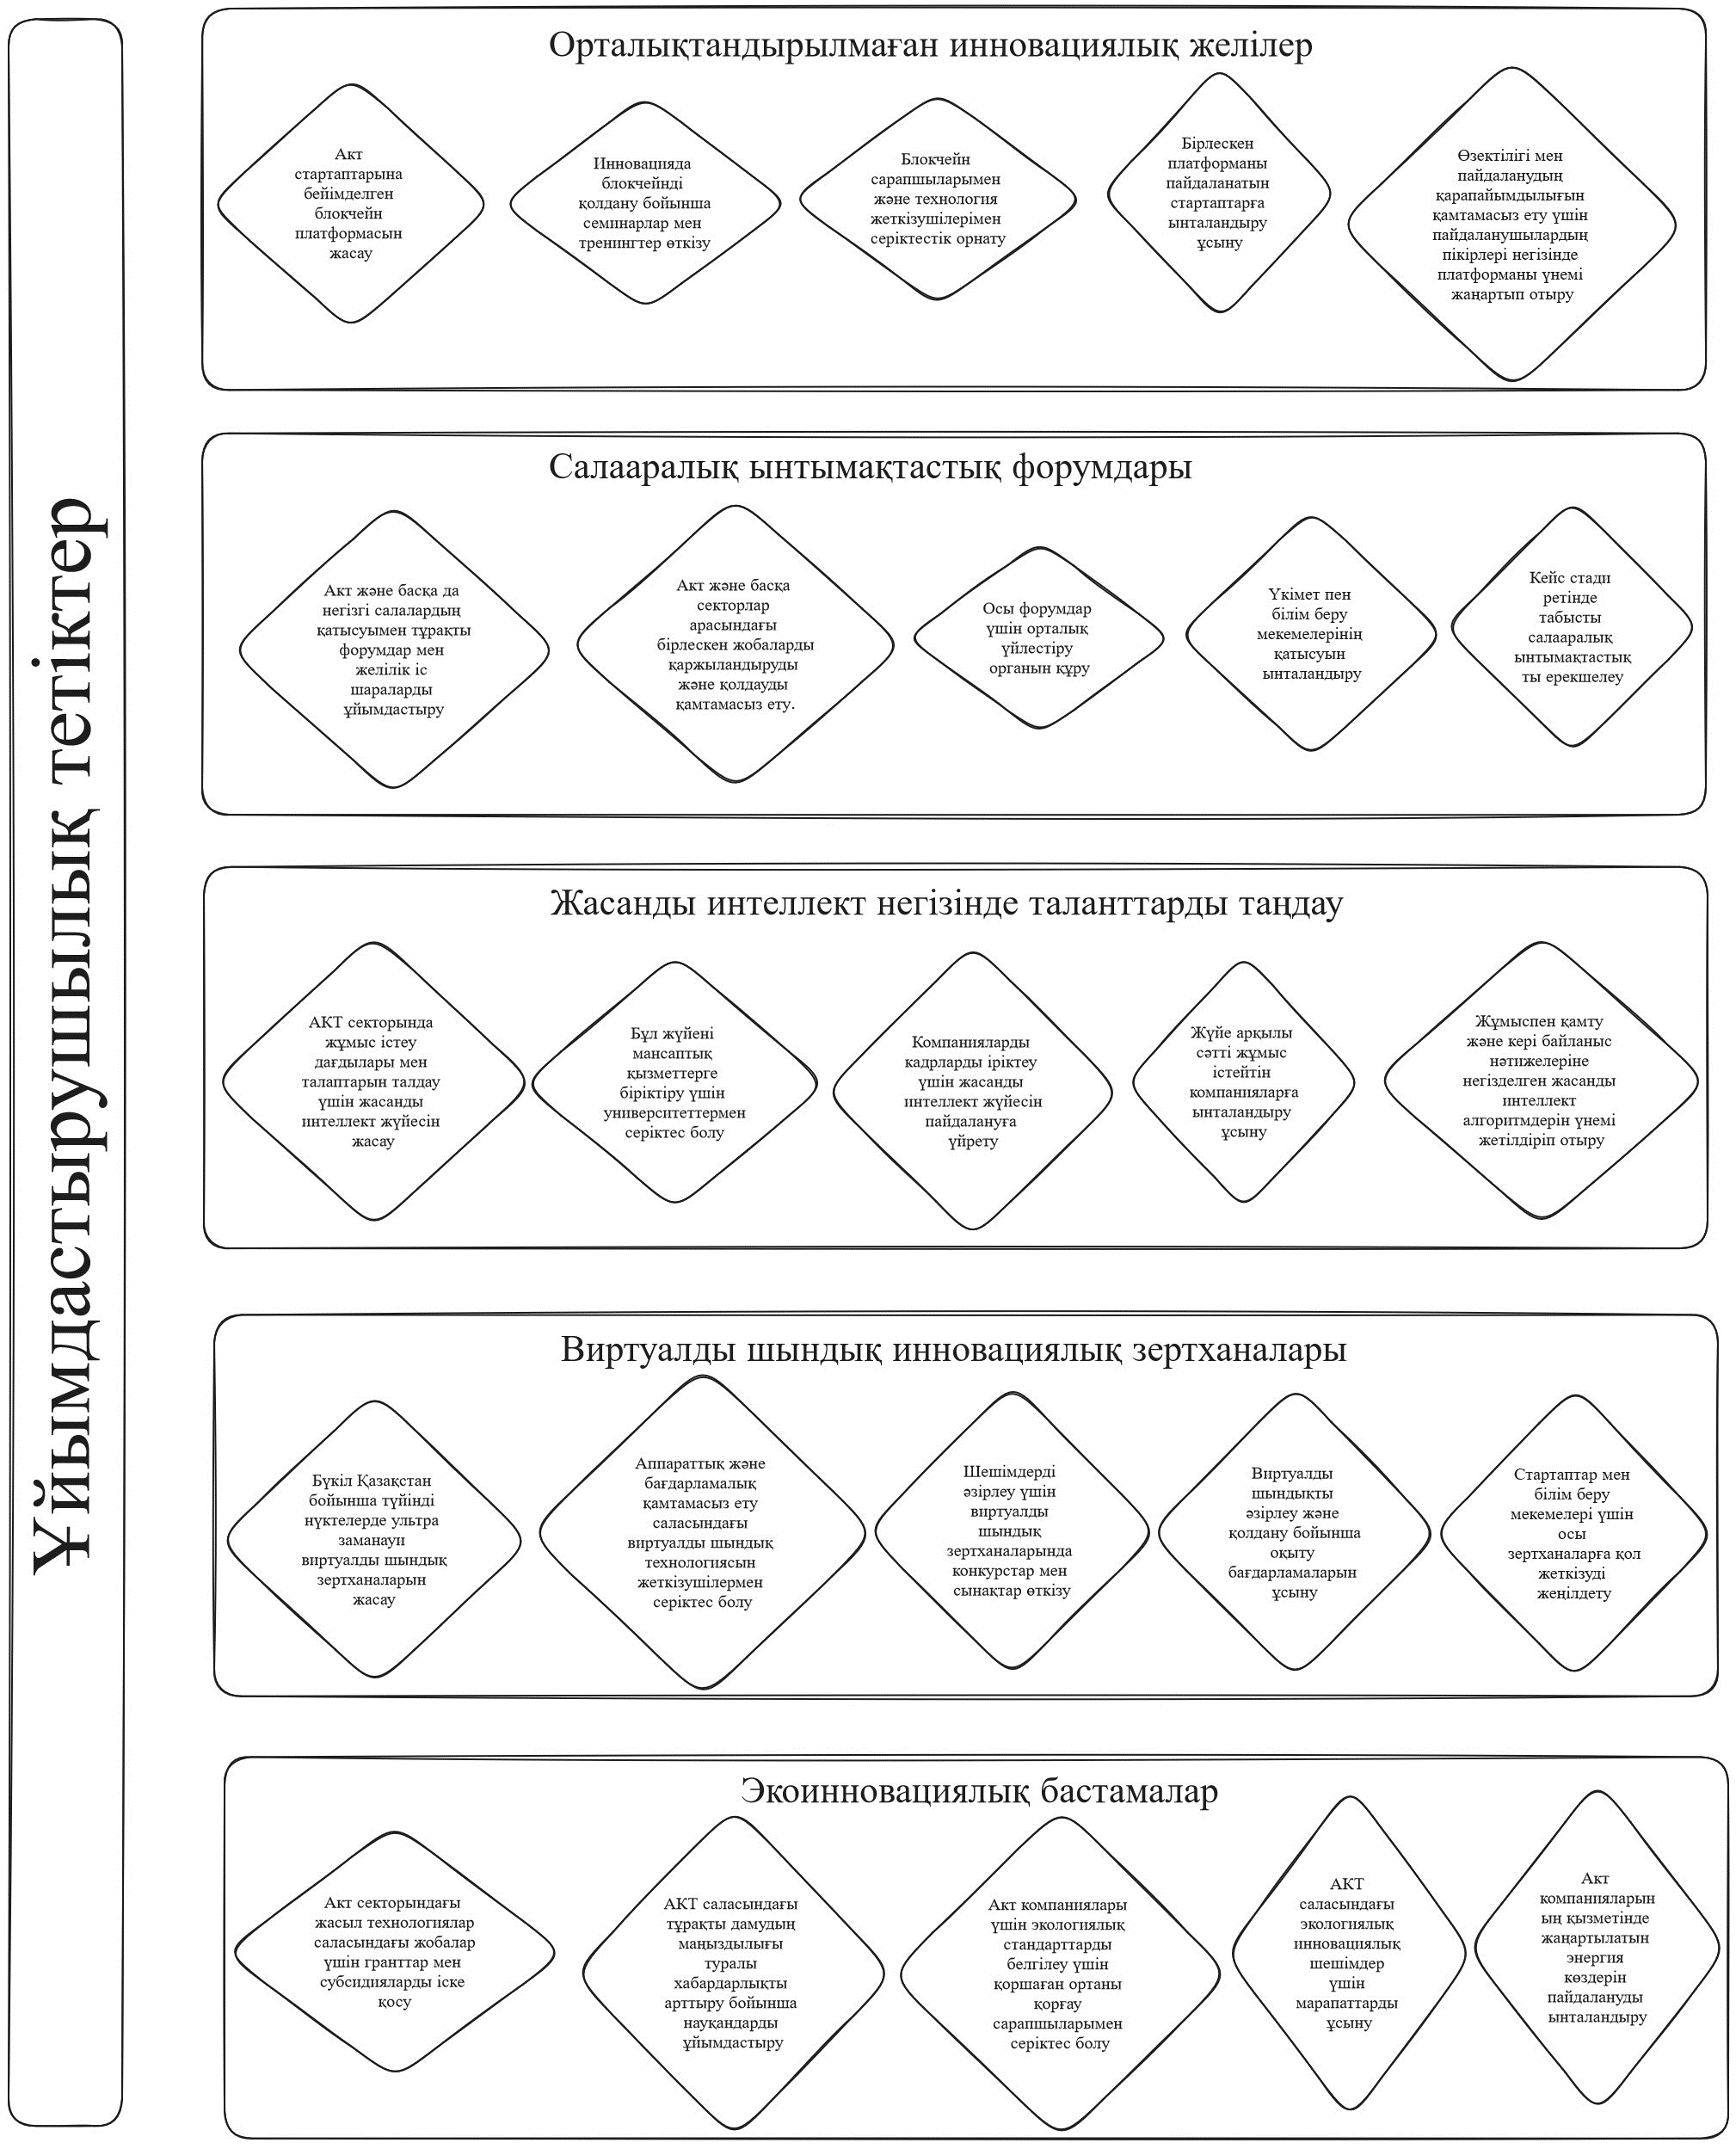 Ұйымдастырушылық тетіктер
Орталықтандырылмаған инновациялық желілер
Акт
стартаптарына
бейімделген
блокчейн
платформасын
жасау
Инновацияда
блокчейнді
қолдану бойынша
семинарлар мен
тренингтер өткізу
Блокчейн
сарапшыларымен
және технология
жеткізушілерімен
серіктестік орнату
Бірлескен
платформаны
пайдаланатын
стартаптарға
ынталандыру
ұсыну
Өзектілігі мен
пайдаланудың
қарапайымдылығын
қамтамасыз ету үшін
пайдаланушылардың
пікірлері негізінде
платформаны үнемі
жаңартып отыру
Салааралық ынтымақтастық форумдары
Акт және басқа да
негізгі салалардың
қатысуымен тұрақты
форумдар мен
желілік іс
шараларды
ұйымдастыру
Акт және басқа
секторлар
арасындағы
бірлескен жобаларды
қаржыландыруды
және қолдауды
қамтамасыз ету.
Осы форумдар
үшін орталық
үйлестіру
органын құру
Үкімет пен
білім беру
мекемелерінің
қатысуын
ынталандыру
Кейс стади
ретінде
табысты
салааралық
ынтымақтастық
ты ерекшелеу
Жасанды интеллект негізінде таланттарды таңдау
АКТ секторында
жұмыс істеу
дағдылары мен
талаптарын талдау
үшін жасанды
интеллект жүйесін
жасау
Бұл жүйені
мансаптық
қызметтерге
біріктіру үшін
университеттермен
серіктес болу
Компанияларды
кадрларды іріктеу
үшін жасанды
интеллект жүйесін
пайдалануға
үйрету
Жүйе арқылы
сәтті жұмыс
істейтін
компанияларға
ынталандыру
ұсыну
Жұмыспен қамту
және кері байланыс
нәтижелеріне
негізделген жасанды
интеллект
алгоритмдерін үнемі
жетілдіріп отыру
Виртуалды шындық инновациялық зертханалары
Бүкіл Қазақстан
бойынша түйінді
нүктелерде ультра
заманауи
виртуалды шындық
зертханаларын
жасау
Аппараттық және
бағдарламалық
қамтамасыз ету
саласындағы
виртуалды шындық
технологиясын
жеткізушілермен
серіктес болу
Шешімдерді
әзірлеу үшін
виртуалды
шындық
зертханаларында
конкурстар мен
сынақтар өткізу
Виртуалды
шындықты
әзірлеу және
қолдану бойынша
оқыту
бағдарламаларын
ұсыну
Стартаптар мен
білім беру
мекемелері үшін
осы
зертханаларға қол
жеткізуді
жеңілдету
Экоинновациялық бастамалар
Акт секторындағы
жасыл технологиялар
саласындағы жобалар
үшін гранттар мен
субсидияларды іске
қосу
АКТ саласындағы
тұрақты дамудың
маңыздылығы
туралы
хабардарлықты
арттыру бойынша
науқандарды
ұйымдастыру
Акт компаниялары
үшін экологиялық
стандарттарды
белгілеу үшін
қоршаған ортаны
қорғау
сарапшыларымен
серіктес болу
АКТ
саласындағы
экологиялық
инновациялық
шешімдер
үшін
марапаттарды
ұсыну
Акт
компанияларын
ың қызметінде
жаңартылатын
энергия
көздерін
пайдалануды
ынталандыру